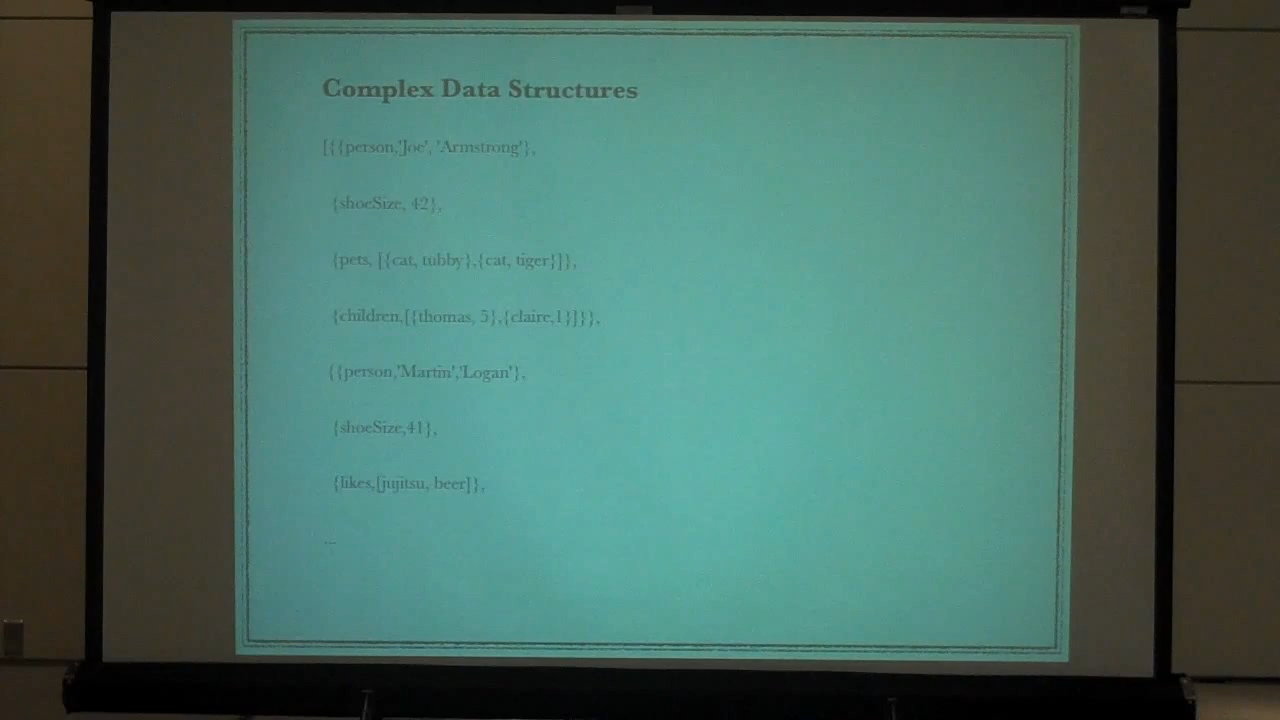 Complex Data Structures
[{{person,'Joe', 'Armstrong'},
{shoeSize, 42},
{pets, [{cat, tubby},{cat, tiger}]},
{children,[{thomas, 5},{claire,1}]}},
{{person,'Martin','Logan'},
{shoeSize,41},
{likes,[jujitsu, beer]},
...